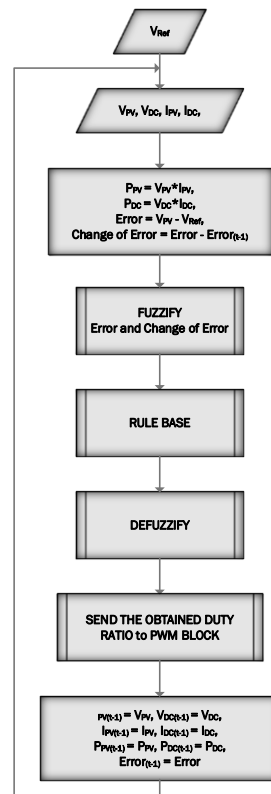 VRef
VPV, VDC, IPV, IDC,
PPV = VPV*IPV,
PDC = VDC*IDC,
Error = VPV - VRef,
Change of Error = Error - Error(t-1)
FUZZIFY
Error and Change of Error
RULE BASE
DEFUZZIFY
SEND THE OBTAINED DUTY
RATIO to PWM BLOCK
PV(t-1) = VPV, VDC(t-1) = VDC,
IPV(t-1) = IPV, IDC(t-1) = IDC,
PPV(t-1) = PPV, PDC(t-1) = PDC,
Error(t-1) = Error